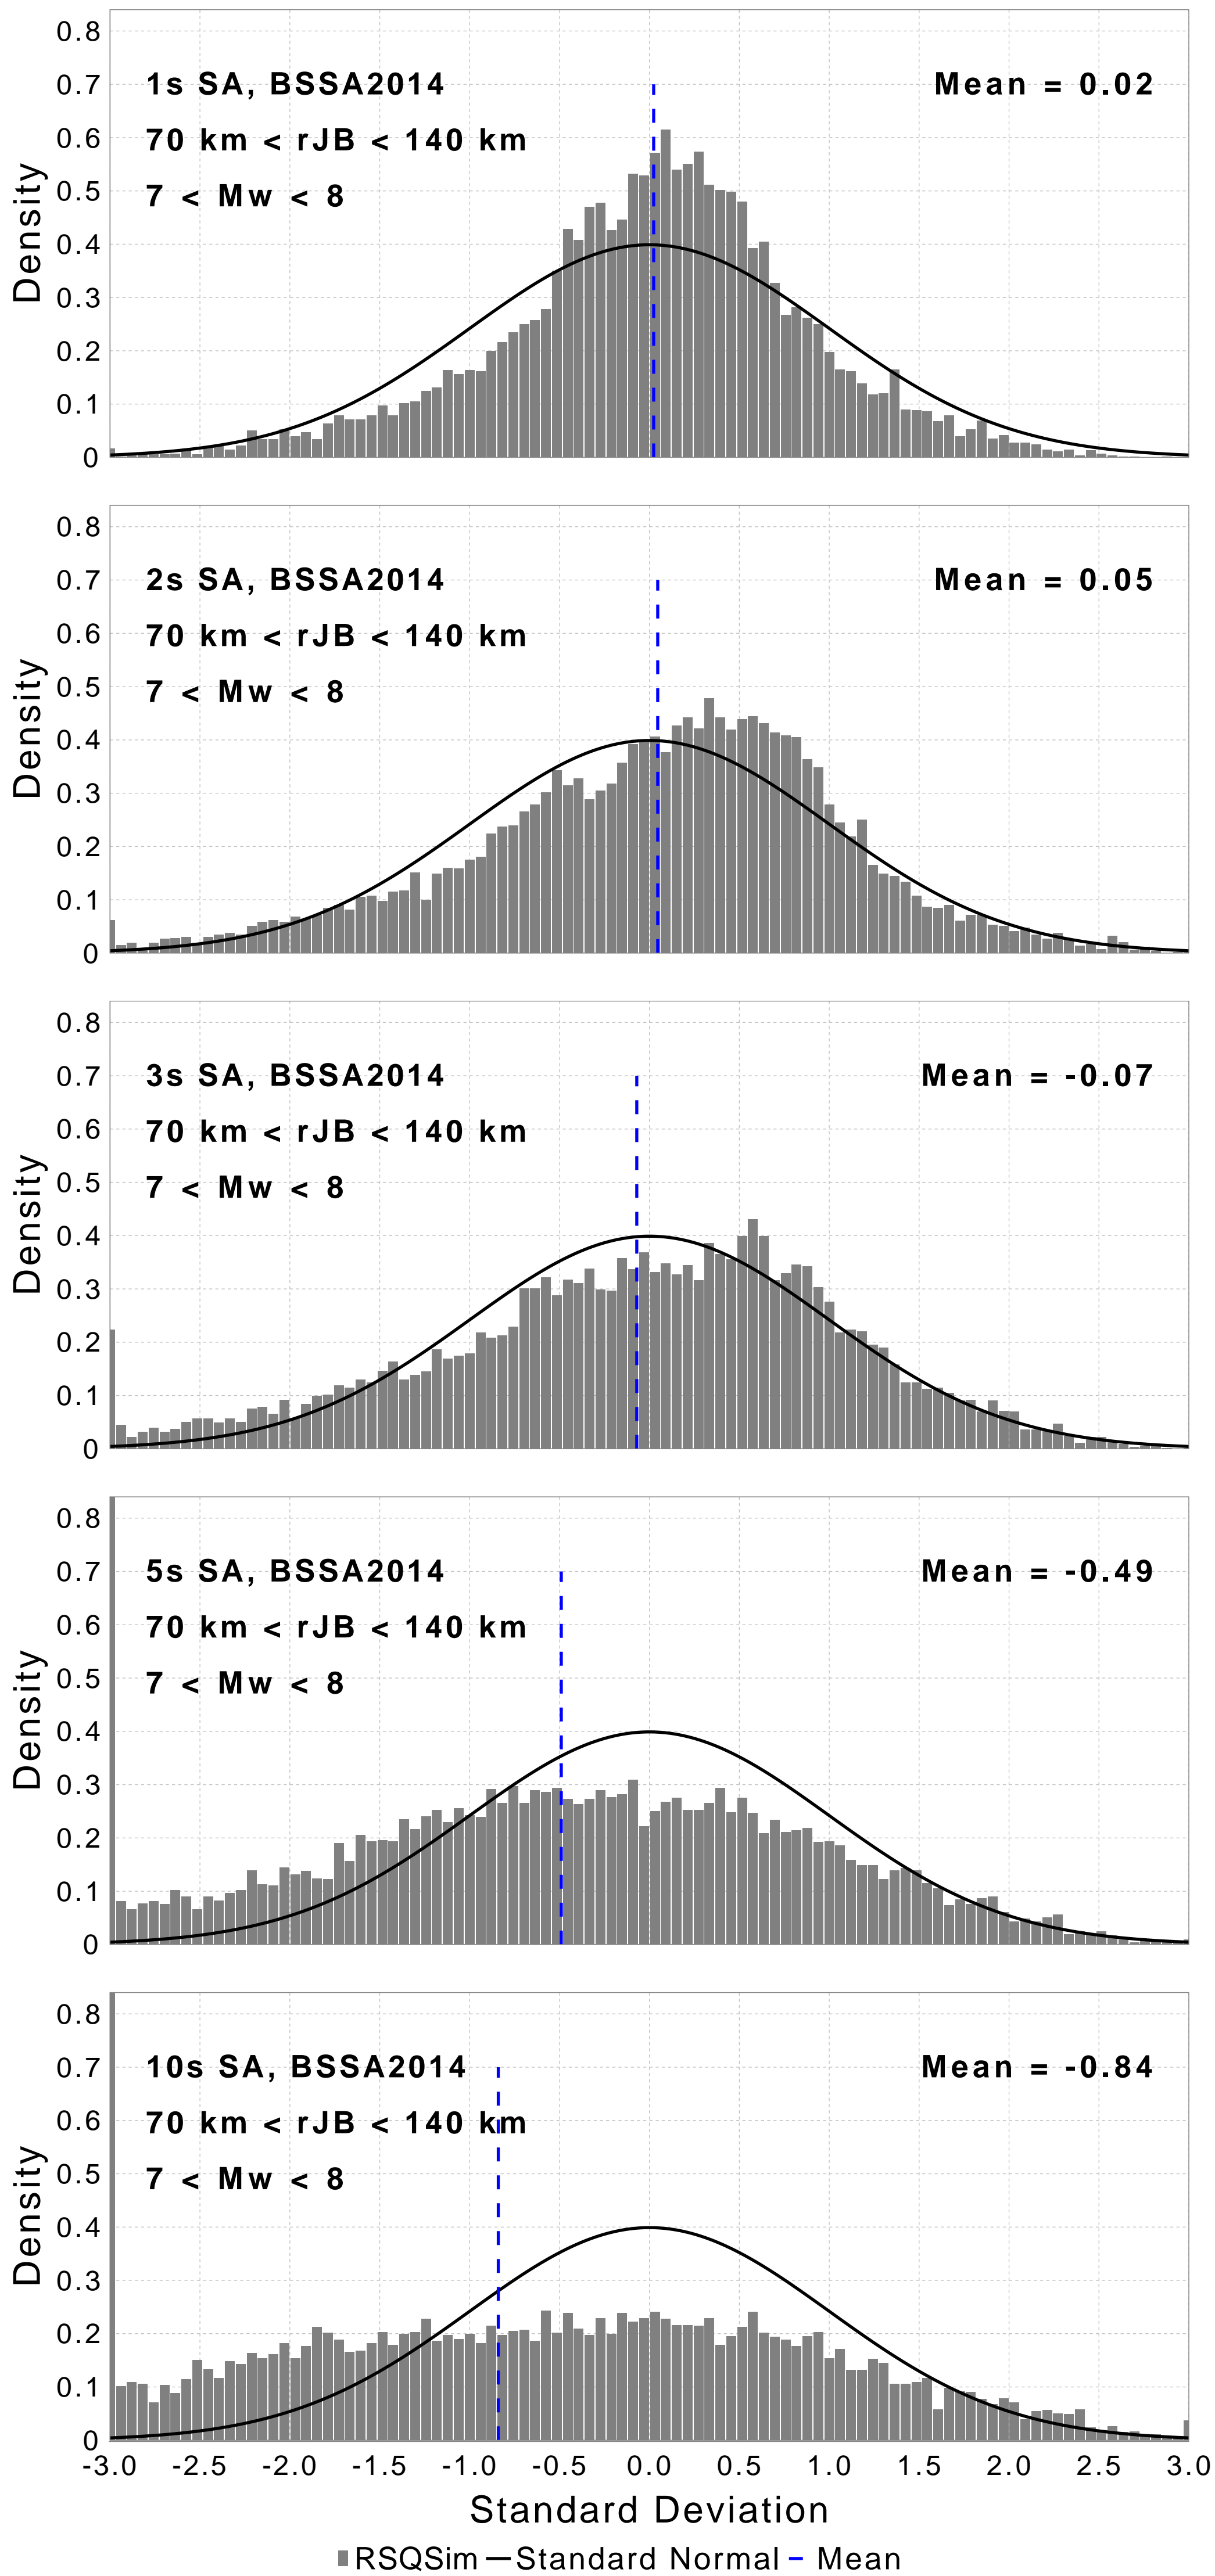 0.8
1s SA, BSSA2014
Mean = 0.02
0.7
70 km < rJB < 140 km
0.6
7 < Mw < 8
0.5
0.4
0.3
0.2
0.1
0
Density
0.8
2s SA, BSSA2014
Mean = 0.05
0.7
70 km < rJB < 140 km
0.6
7 < Mw < 8
0.5
0.4
0.3
0.2
0.1
0
Density
0.8
3s SA, BSSA2014
Mean = -0.07
0.7
70 km < rJB < 140 km
0.6
7 < Mw < 8
0.5
0.4
0.3
0.2
0.1
0
Density
0.8
5s SA, BSSA2014
Mean = -0.49
0.7
70 km < rJB < 140 km
0.6
7 < Mw < 8
0.5
0.4
0.3
0.2
0.1
0
Density
0.8
10s SA, BSSA2014
Mean = -0.84
0.7
70 km < rJB < 140 km
0.6
7 < Mw < 8
0.5
0.4
0.3
0.2
0.1
0
Density
-3.0 -2.5 -2.0 -1.5 -1.0 -0.5 0.0 0.5 1.0 1.5 2.0 2.5 3.0
Standard Deviation
RSQSim Standard Normal Mean